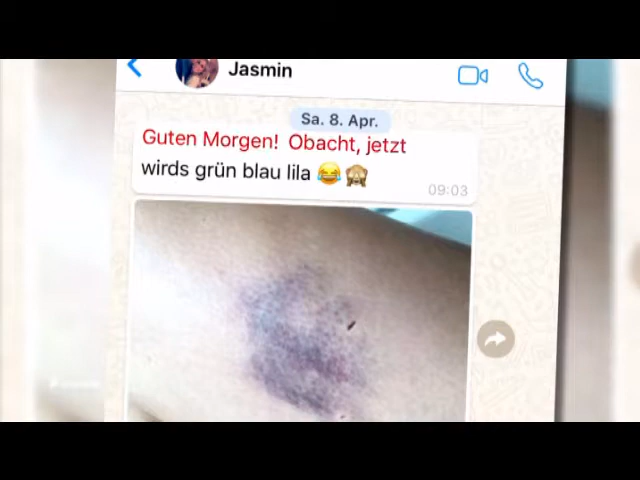 Jasmin
Sa. 8. Apr.
Guten Morgen! Obacht, jetzt
wirds grün blau lila 😂🙈
09:03